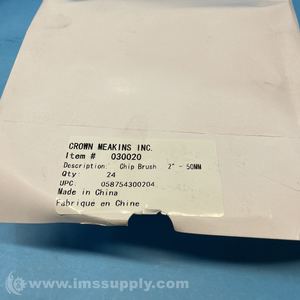 CROWN MEAKINS INC.
Item # 030020
Description: Chip Brush 2" - 50MM
Qty: 24
UPC: 058754300204
Made in China
Fabriqué en Chine
© www.imssupply.com